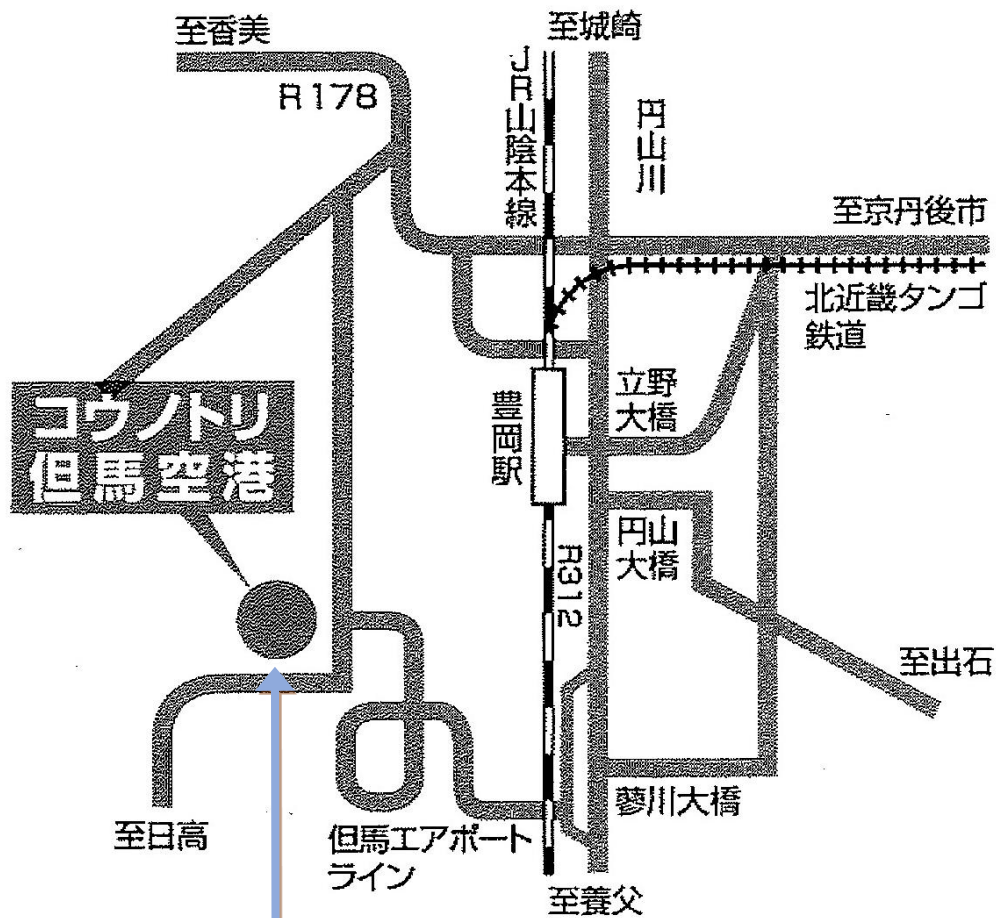 至香美
至城崎
R178
JR山陰本線
円山川
至京丹後市
北近畿タンゴ
鉄道
コウノトリ
但馬空港
豊岡駅
立野
大橋
円山
大橋
R312
至出石
蓼川大橋
至日高
但馬エアポート
ライン
至養父